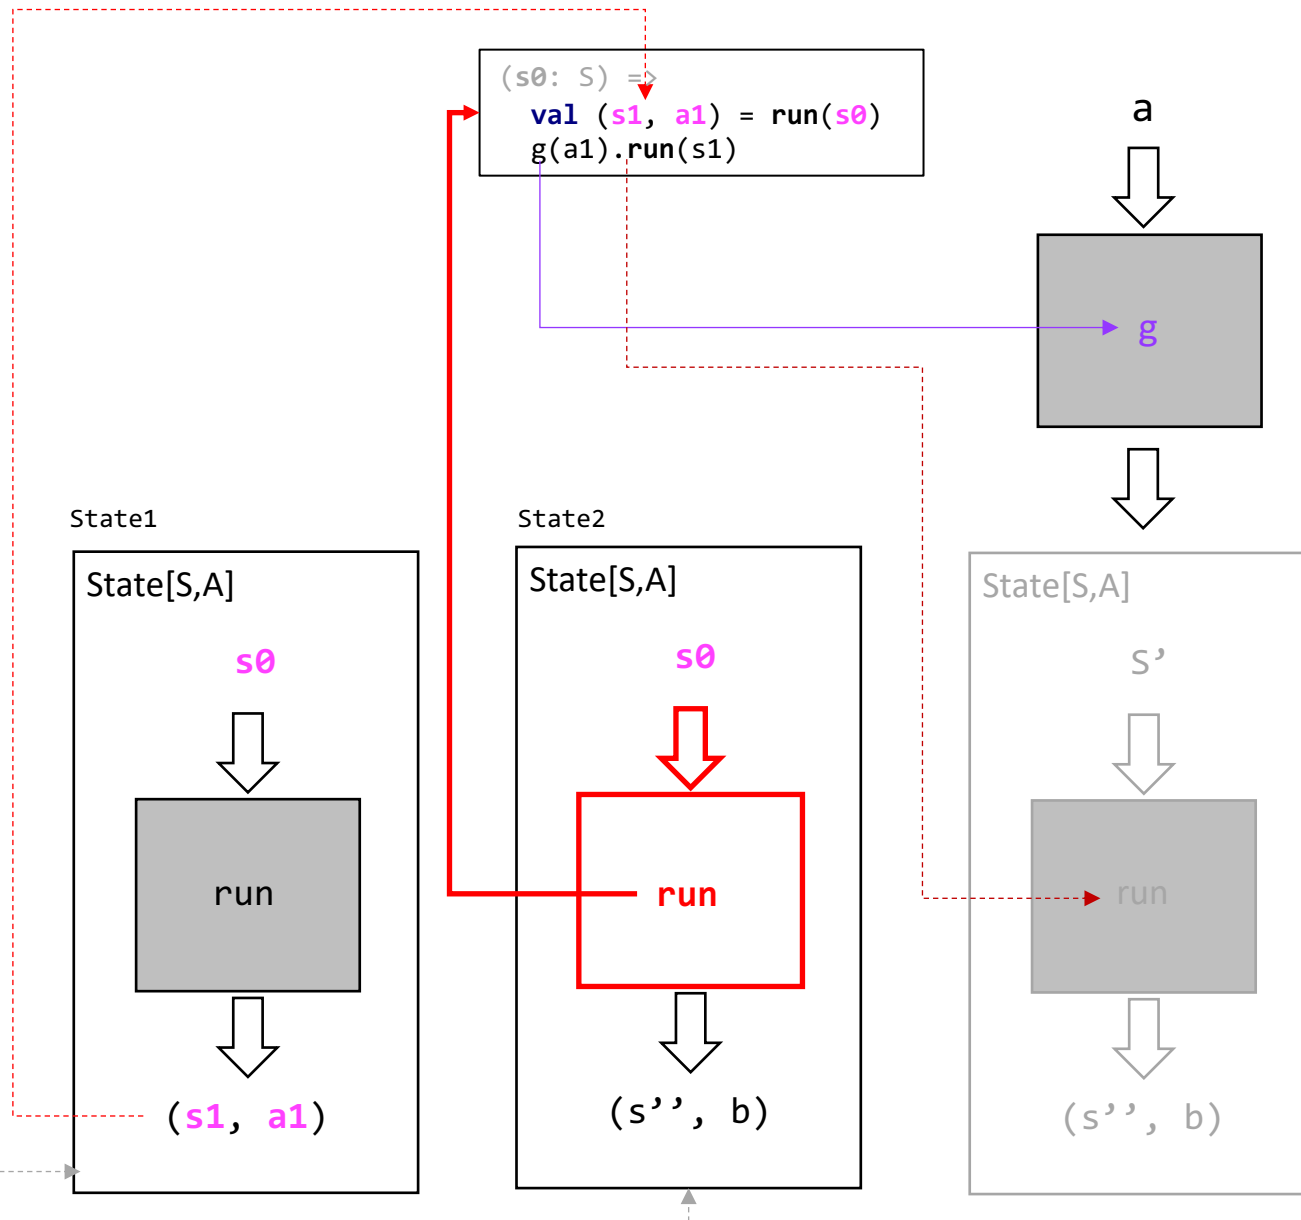 (s0: S) =>
val (s1, a1) = run(s0)
g(a1).run(s1)
a
g
State1
State[S,A]
s0
run
(s1, a1)
State2
State[S,A]
s0
run
(s’’, b)
State[S,A]
S’
run
(s’’, b)